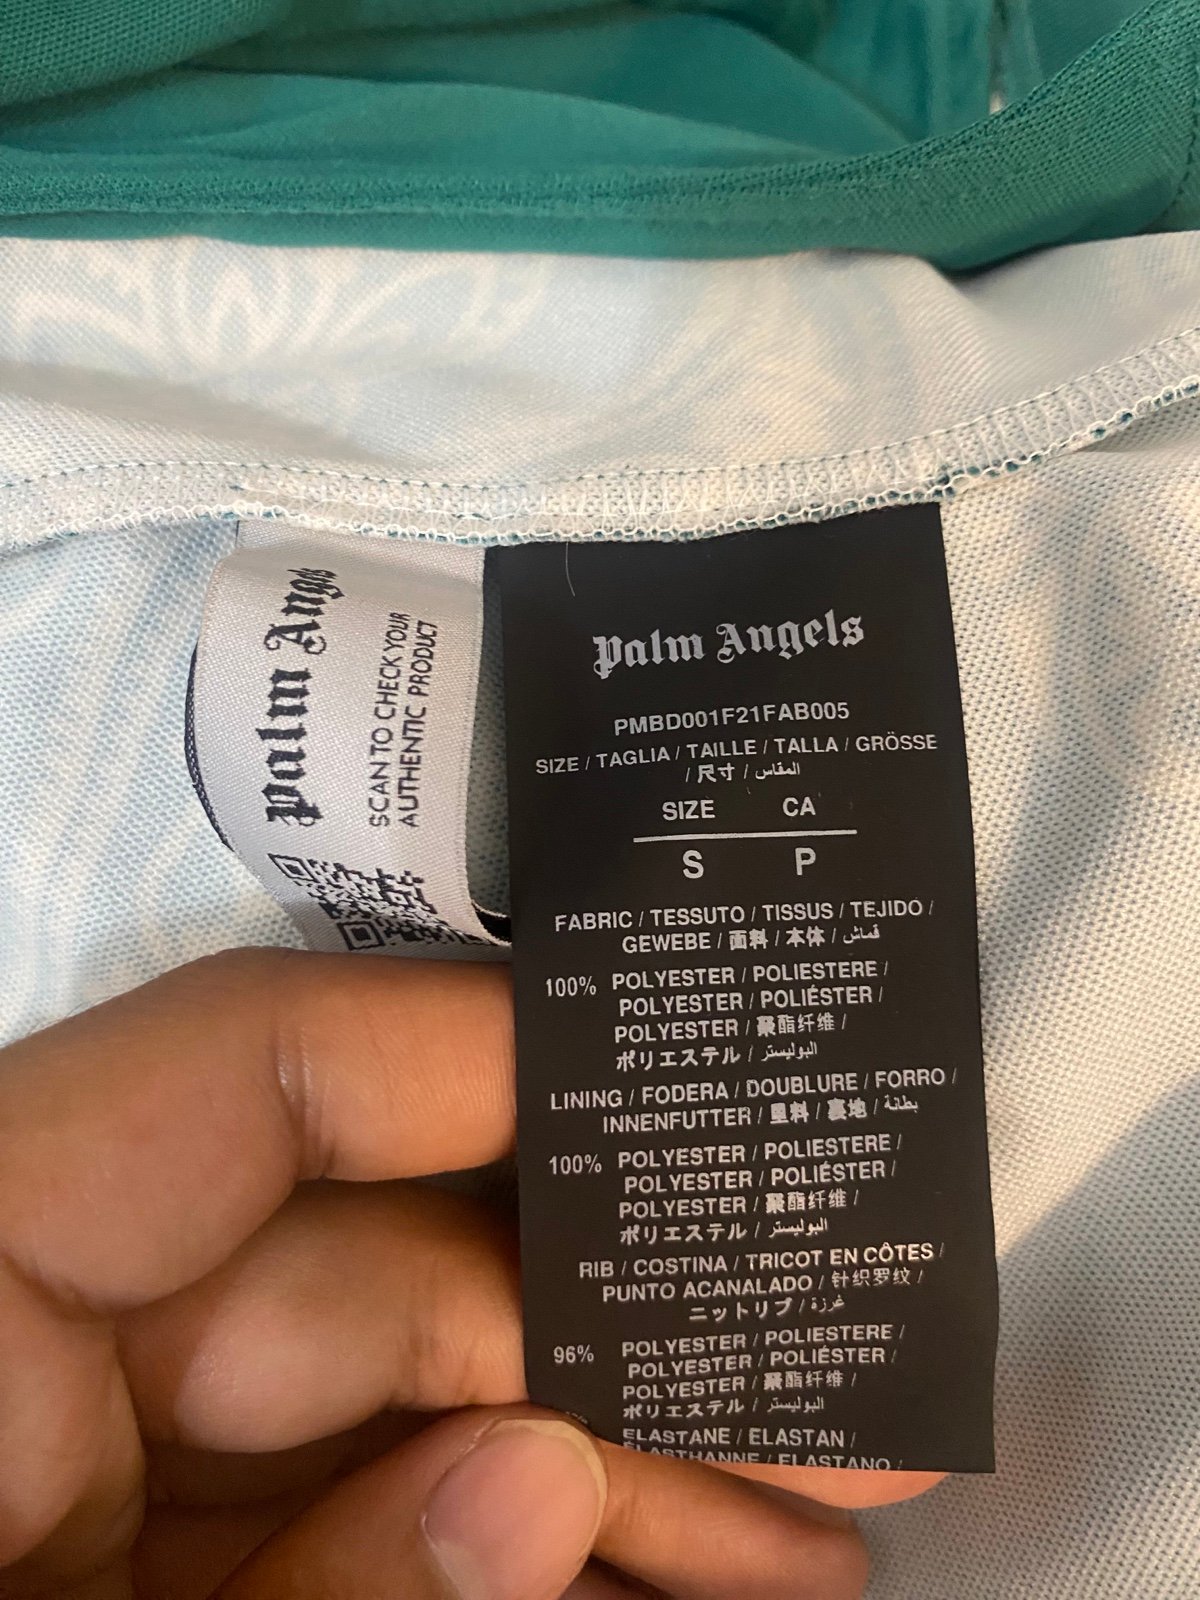 Palm Angels
SCAN TO CHECK YOUR
AUTHENTIC PRODUCT
Palm Angels
PMBD001F21FAB005
SIZE / TAGLIA / TAILLE / TALLA / GRÖSSE
/ 尺寸 / المقاس
SIZE CA
S P
FABRIC / TESSUTO / TISSUS / TEJIDO /
GEWEBE / 面料 / 本体 / قماش
100% POLYESTER / POLIESTERE /
POLYESTER / POLIÉSTER /
POLYESTER / 聚酯纤维 /
ポリエステル / البوليستر
LINING / FODERA / DOUBLURE / FORRO /
INNENFUTTER / 里料 / 裏地 / بطانة
100% POLYESTER / POLIESTERE /
POLYESTER / POLIÉSTER /
POLYESTER / 聚酯纤维 /
ポリエステル / البوليستر
RIB / COSTINA / TRICOT EN CÔTES /
PUNTO ACANALADO / 针织罗纹 /
ニットリブ / غرزة
96% POLYESTER / POLIESTERE /
POLYESTER / POLIÉSTER /
POLYESTER / 聚酯纤维 /
ポリエステル / البوليستر
ELASTANE / ELASTAN /
ÉLASTHANNE / ELASTANO /